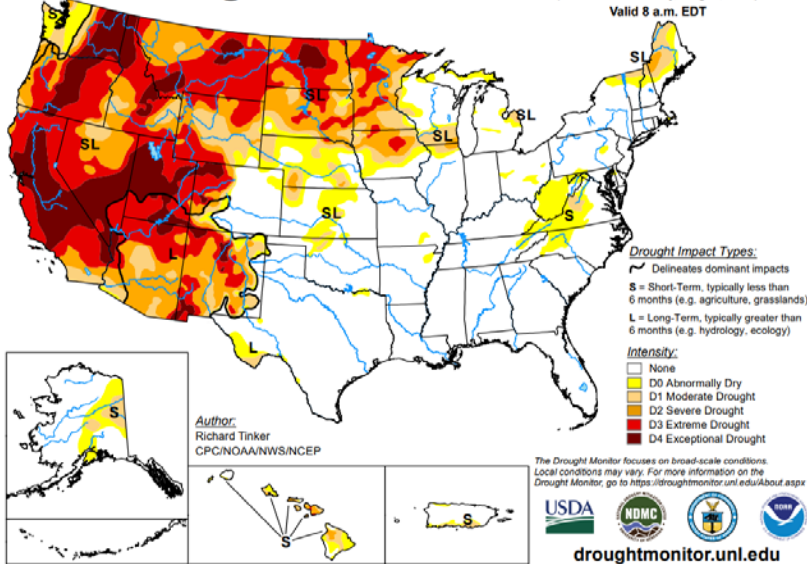 Valid 8 a.m. EDT
S
SL
SL
SL
SL
SL
SL
S
L
L
Drought Impact Types:
Delineates dominant impacts
S = Short-Term, typically less than
6 months (e.g. agriculture, grasslands)
L = Long-Term, typically greater than
6 months (e.g. hydrology, ecology)
Intensity:
None
D0 Abnormally Dry
D1 Moderate Drought
D2 Severe Drought
D3 Extreme Drought
D4 Exceptional Drought
S
Author:
Richard Tinker
CPC/NOAA/NWS/NCEP
S
S
The Drought Monitor focuses on broad-scale conditions.
Local conditions may vary. For more information on the
Drought Monitor, go to https://droughtmonitor.unl.edu/About.aspx
USDA
NDMC
NOAA
droughtmonitor.unl.edu